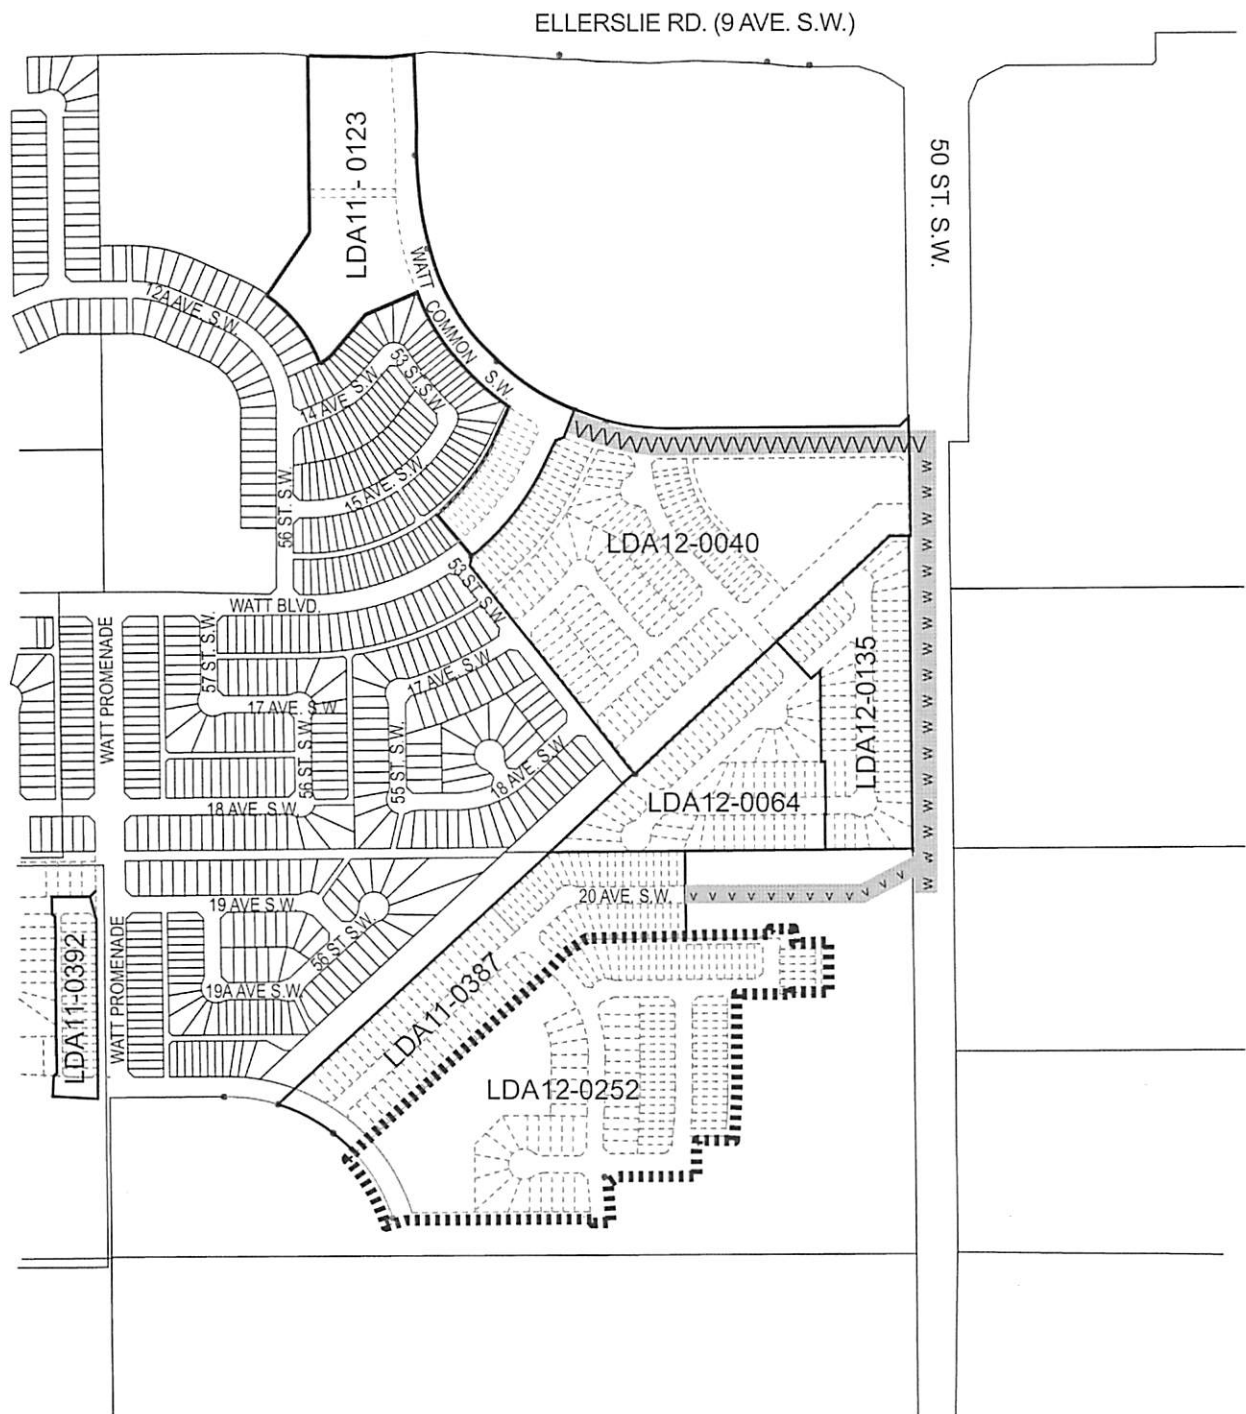 ELLERSLIE RD. (9 AVE. S.W.)
50 ST. S.W.
LDA11 - 0123
WATT COMMON S.W.
12A AVE. S.W.
53 ST. S.W.
14 AVE S.W.
15 AVE. S.W.
56 ST. S.W.
VVVVVVVVVVVVVVVVVVVVVV
W W W W W W W W W W W W W W W W W
LDA12-0040
53 ST S.W.
WATT BLVD.
57 ST. S.W.
WATT PROMENADE
17 AVE. S.W.
17 AVE. S.W.
LDA12-0135
56 ST. S.W.
55 ST. S.W.
18 AVE. S.W.
18 AVE. S.W.
LDA12-0064
20 AVE. S.W.
V V V V V V V V V V V
19 AVE S.W.
56 ST S.W.
WATT PROMENADE
LDA11-0392
19A AVE S.W.
LDA11-0387
LDA12-0252